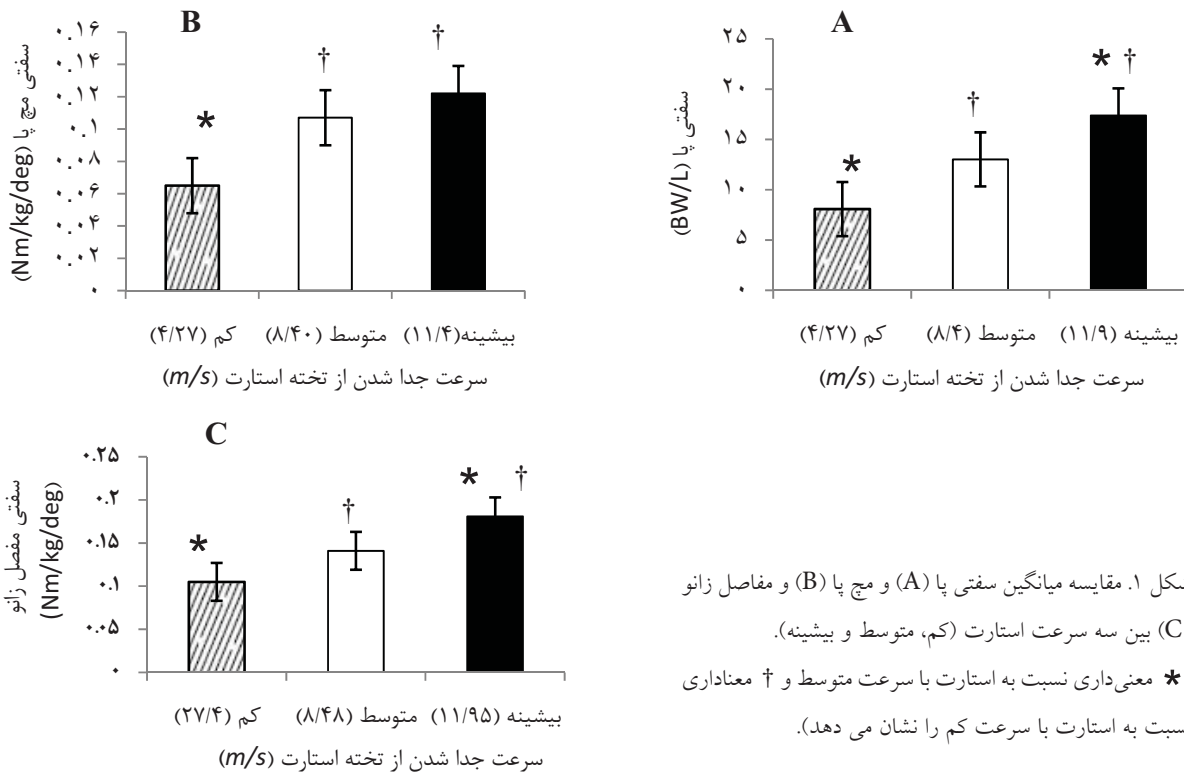 B
سفتی مچ پا (Nm/kg/deg)
۰.۱۶
۰.۱۴
۰.۱۲
۰.۱
۰.۰۸
۰.۰۶
۰.۰۴
۰.۰۲
۰
*
†
†
کم (۴/۲۷) متوسط (۸/۴۰) بیشینه(۱۱/۴)
سرعت جدا شدن از تخته استارت (m/s)
A
سفتی پا (BW/L)
۲۵
۲۰
۱۵
۱۰
۵
۰
*
†
* †
کم (۴/۲۷) متوسط (۸/۴) بیشینه (۱۱/۹)
سرعت جدا شدن از تخته استارت (m/s)
C
سفتی مفصل زانو
(Nm/kg/deg)
۰.۲۵
۰.۲
۰.۱۵
۰.۱
۰.۰۵
۰
*
†
* †
کم (۲۷/۴) متوسط (۸/۴۸) بیشینه (۱۱/۹۵)
سرعت جدا شدن از تخته استارت (m/s)
شکل ۱. مقایسه میانگین سفتی پا (A) و مچ پا (B) و مفاصل زانو
C) بین سه سرعت استارت (کم، متوسط و بیشینه).
* معنی‌داری نسبت به استارت با سرعت متوسط و † معناداری
نسبت به استارت با سرعت کم را نشان می دهد).